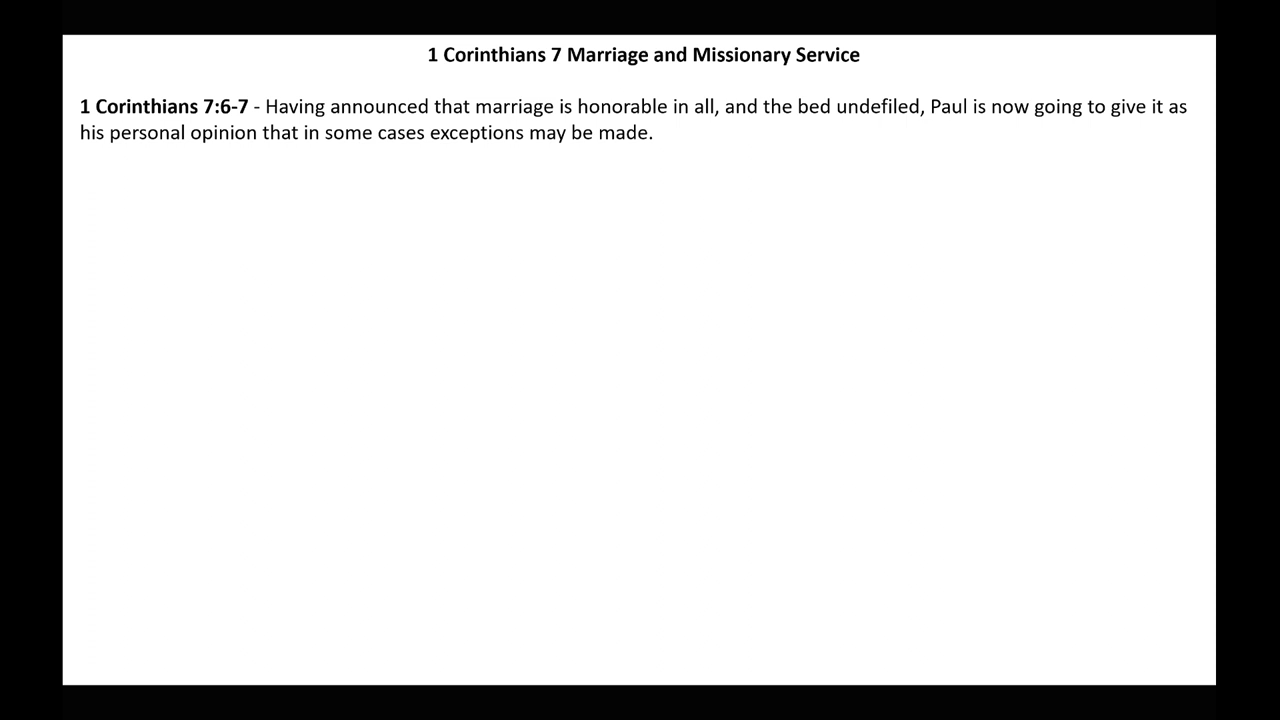 1 Corinthians 7 Marriage and Missionary Service
1 Corinthians 7:6-7 - Having announced that marriage is honorable in all, and the bed undefiled, Paul is now going to give it as
his personal opinion that in some cases exceptions may be made.